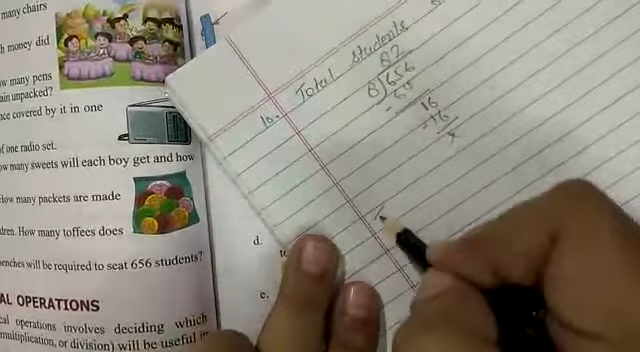 many chairs
h money did
w many pens
ain unpacked?
nce covered by it in one
of one radio set.
ow many sweets will each boy get and how
How many packets are made
dren. How many toffees does
enches will be required to seat 656 students?
AL OPERATIONS
cal operations involves deciding which
multiplication, or division) will be useful
d.
e.
10. Total Students
82
8)656
-64
16
-16
x